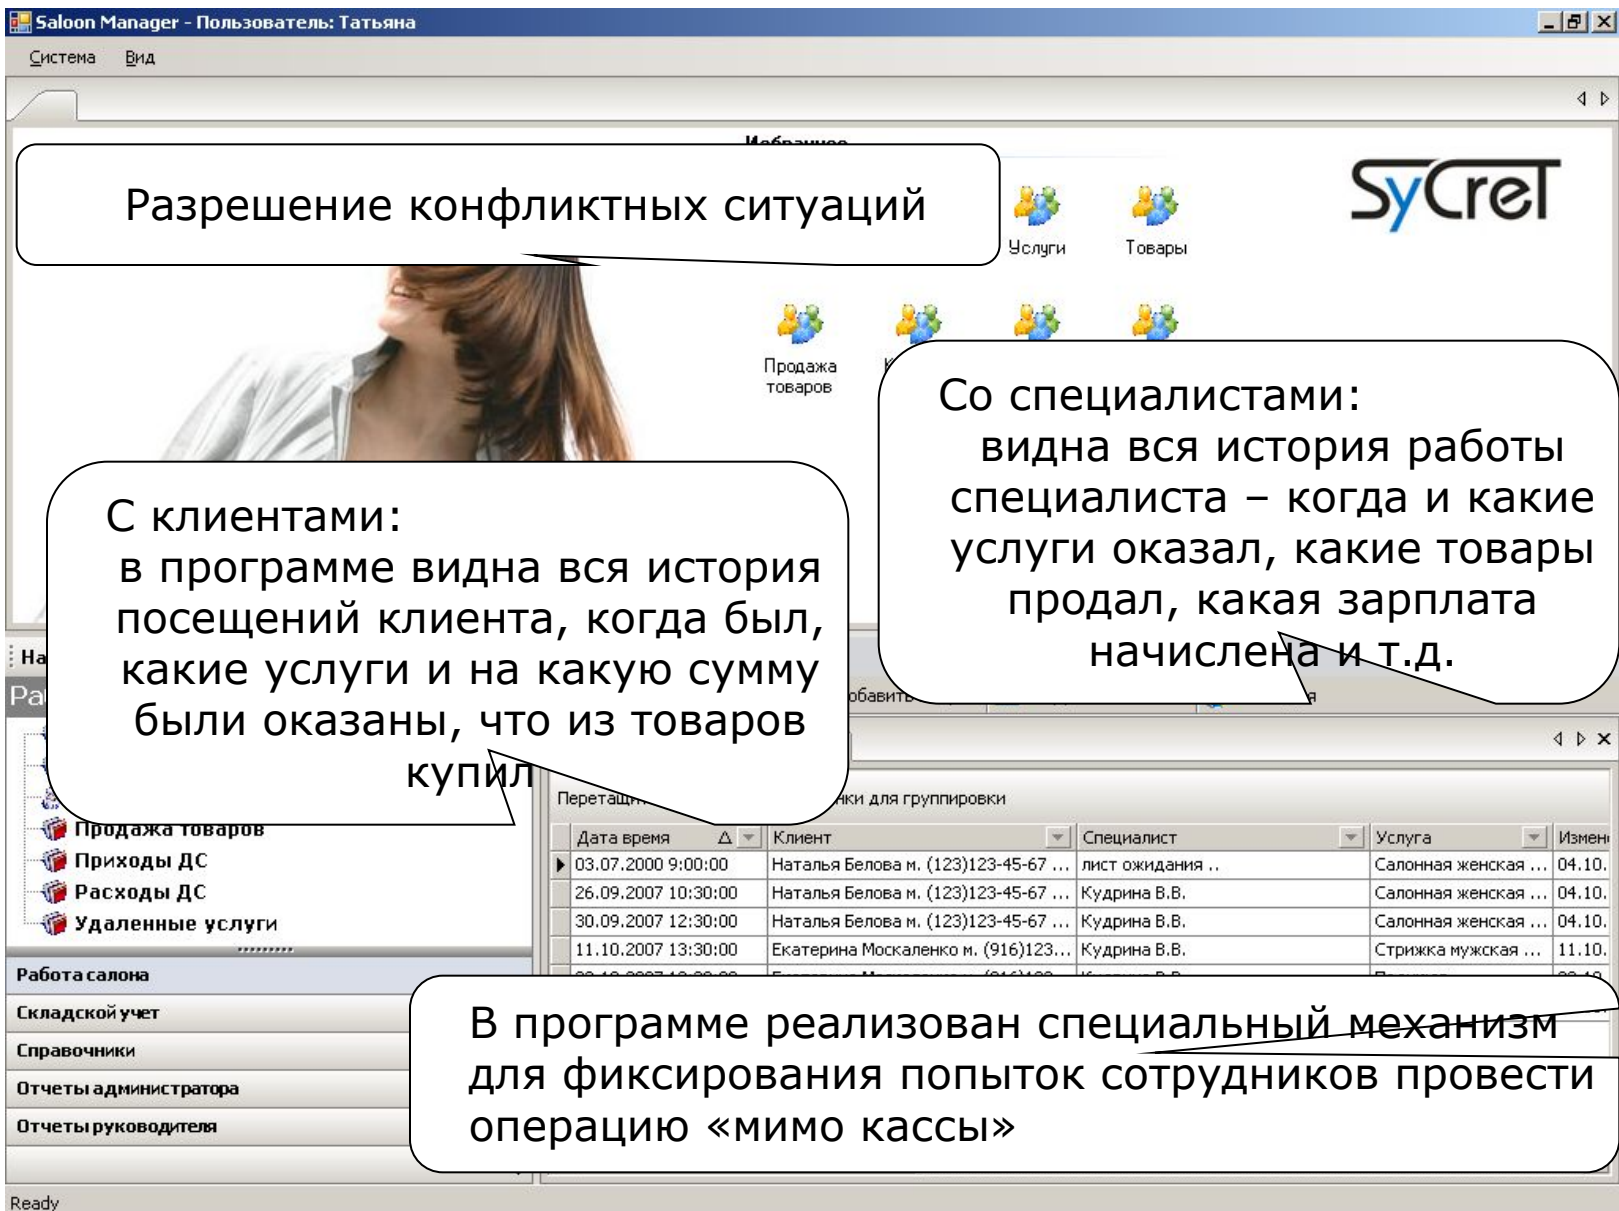 Saloon Manager - Пользователь: Татьяна
Система Вид
Разрешение конфликтных ситуаций
SyCreT
Услуги Товары
Продажа
товаров
Со специалистами:
видна вся история работы
специалиста – когда и какие
услуги оказал, какие товары
продал, какая зарплата
начислена и т.д.
С клиентами:
в программе видна вся история
посещений клиента, когда был,
какие услуги и на какую сумму
были оказаны, что из товаров
купил
Продажа товаров
Приходы ДС
Расходы ДС
Удаленные услуги
Работа салона
Складской учет
Справочники
Отчеты администратора
Отчеты руководителя
для группировки
Дата время Клиент Специалист Услуга
03.07.2000 9:00:00 Наталья Белова м. (123)123-45-67 ... лист ожидания .. Салонная женская ... 04.10.
26.09.2007 10:30:00 Наталья Белова м. (123)123-45-67 ... Кудрина В.В. Салонная женская ... 04.10.
30.09.2007 12:30:00 Наталья Белова м. (123)123-45-67 ... Кудрина В.В. Салонная женская ... 04.10.
11.10.2007 13:30:00 Екатерина Москаленко м. (916)123... Кудрина В.В. Стрижка мужская ... 11.10.
В программе реализован специальный механизм
для фиксирования попыток сотрудников провести
операцию «мимо кассы»
Ready